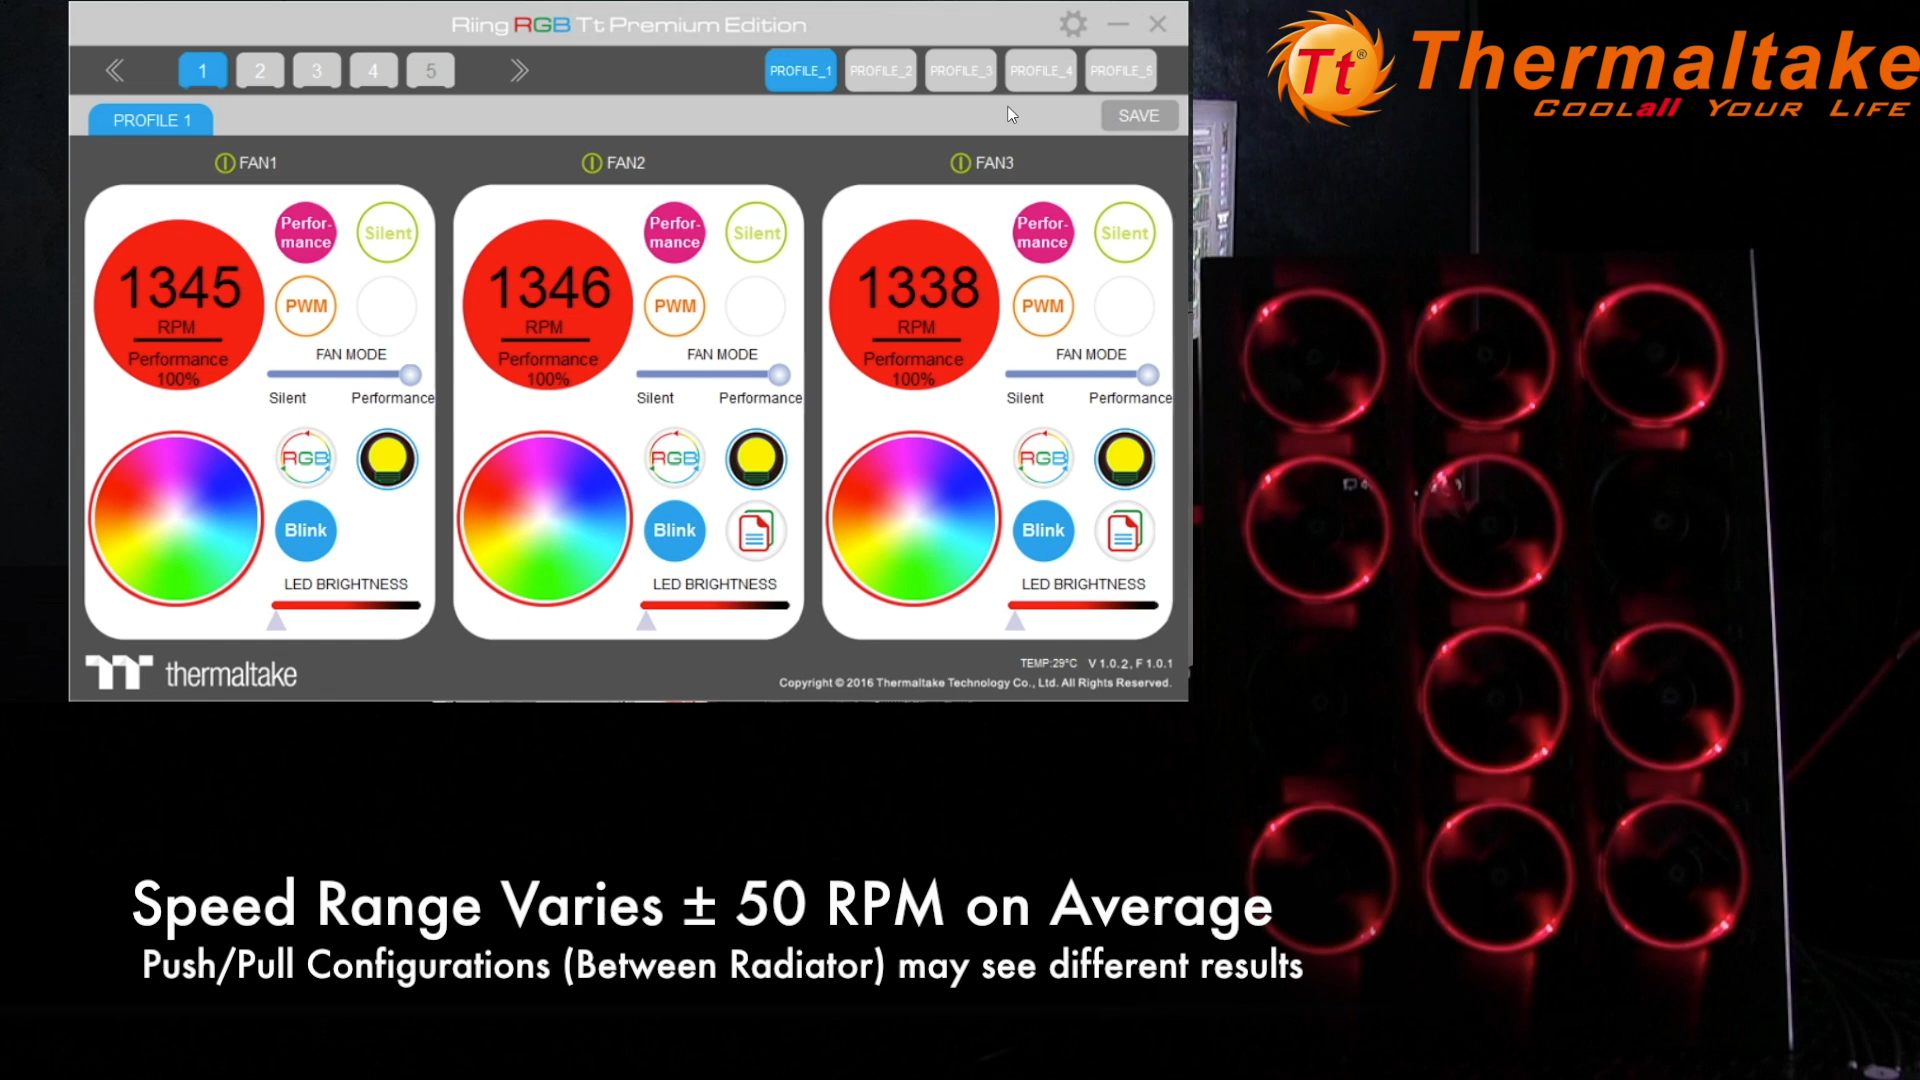 Riing RGB Tt Premium Edition
1 2 3 4 5
PROFILE_1 PROFILE_2 PROFILE_3 PROFILE_4 PROFILE_5
PROFILE 1
SAVE
FAN1
1345
RPM
Performance
100%
Perfor-
mance
Silent
PWM
FAN MODE
Silent Performance
RGB
Blink
LED BRIGHTNESS
FAN2
1346
RPM
Performance
100%
Perfor-
mance
Silent
PWM
FAN MODE
Silent Performance
RGB
Blink
LED BRIGHTNESS
FAN3
1338
RPM
Performance
100%
Perfor-
mance
Silent
PWM
FAN MODE
Silent Performance
RGB
Blink
LED BRIGHTNESS
thermaltake
TEMP:29°C V 1.0.2, F 1.0.1
Copyright © 2016 Thermaltake Technology Co., Ltd. All Rights Reserved.
Tt®
Thermaltake
COOLall YOUR LIFE
Speed Range Varies ± 50 RPM on Average
Push/Pull Configurations (Between Radiator) may see different results